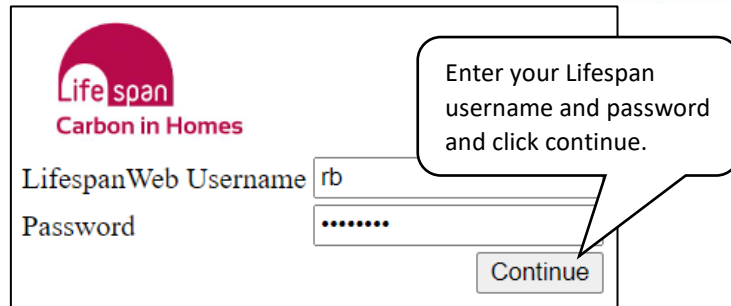 Life span
Carbon in Homes
Enter your Lifespan
username and password
and click continue.
LifespanWeb Username rb
Password ••••••••
Continue